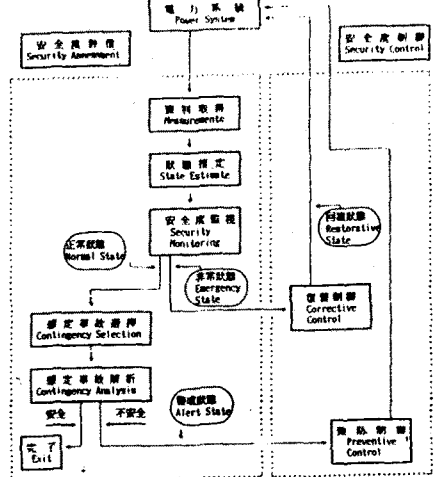 電力系統
Power System
安全度評估
Security Assessment
安全度制御
Security Control
資料取得
Measurements
狀態推定
State Estimate
安全度監視
Security
Monitoring
正常狀態
Normal State
非常狀態
Emergency
State
回復狀態
Restorative
State
復舊制御
Corrective
Control
想定事故選擇
Contingency Selection
想定事故解析
Contingency Analysis
警戒狀態
Alert State
安全
不安全
完了
Exit
預防制御
Preventive
Control